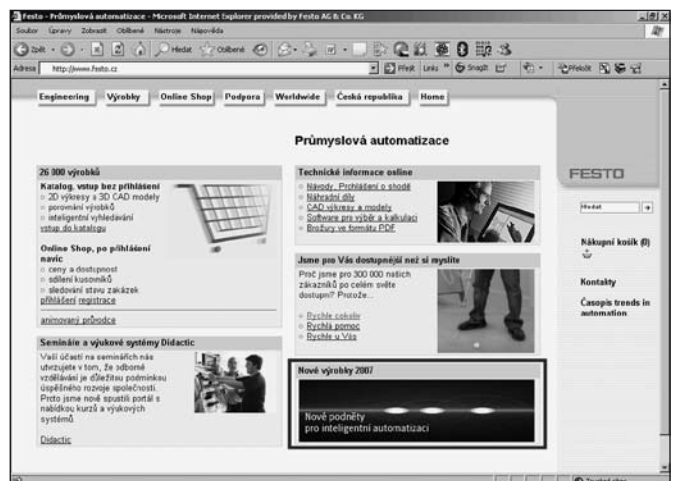 Festo - Průmyslová automatizace - Microsoft Internet Explorer provided by Festo AG & Co. KG
Soubor Úpravy Zobrazit Oblíbené Nástroje Nápověda
Zpět Hledat Oblíbené
Adresa http://www.festo.cz Přejít Links » SnagIt
Engineering Výrobky Online Shop Podpora Worldwide Česká republika Home
Průmyslová automatizace
26 000 výrobků
Katalog, vstup bez přihlášení
2D výkresy a 3D CAD modely
porovnání výrobků
inteligentní vyhledávání
vstup do katalogu
Online Shop, po přihlášení
navíc
ceny a dostupnost
sdílení kusovníků
sledování stavu zakázek
přihlášení registrace
animovaný průvodce
Semináře a výukové systémy Didactic
Vaší účastí na seminářích nás
utvrzujete v tom, že odborné
vzdělávání je důležitou podmínkou
úspěšného rozvoje společnosti.
Proto jsme nově spustili portál s
nabídkou kurzů a výukových
systémů.
Didactic
Technické informace online
Návody, Prohlášení o shodě
Náhradní díly
CAD výkresy a modely
Software pro výběr a kalkulaci
Brožury ve formátu PDF
Jsme pro Vás dostupnější než si myslíte
Proč jsme pro 300 000 našich
zákazníků po celém světe
dostupní? Protože...
Rychle cokoliv
Rychlá pomoc
Rychle u Vás
Nové výrobky 2007
Nové podněty
pro inteligentní automatizaci
FESTO
Hledat
Nákupní košík (0)
Kontakty
Časopis trends in
automation